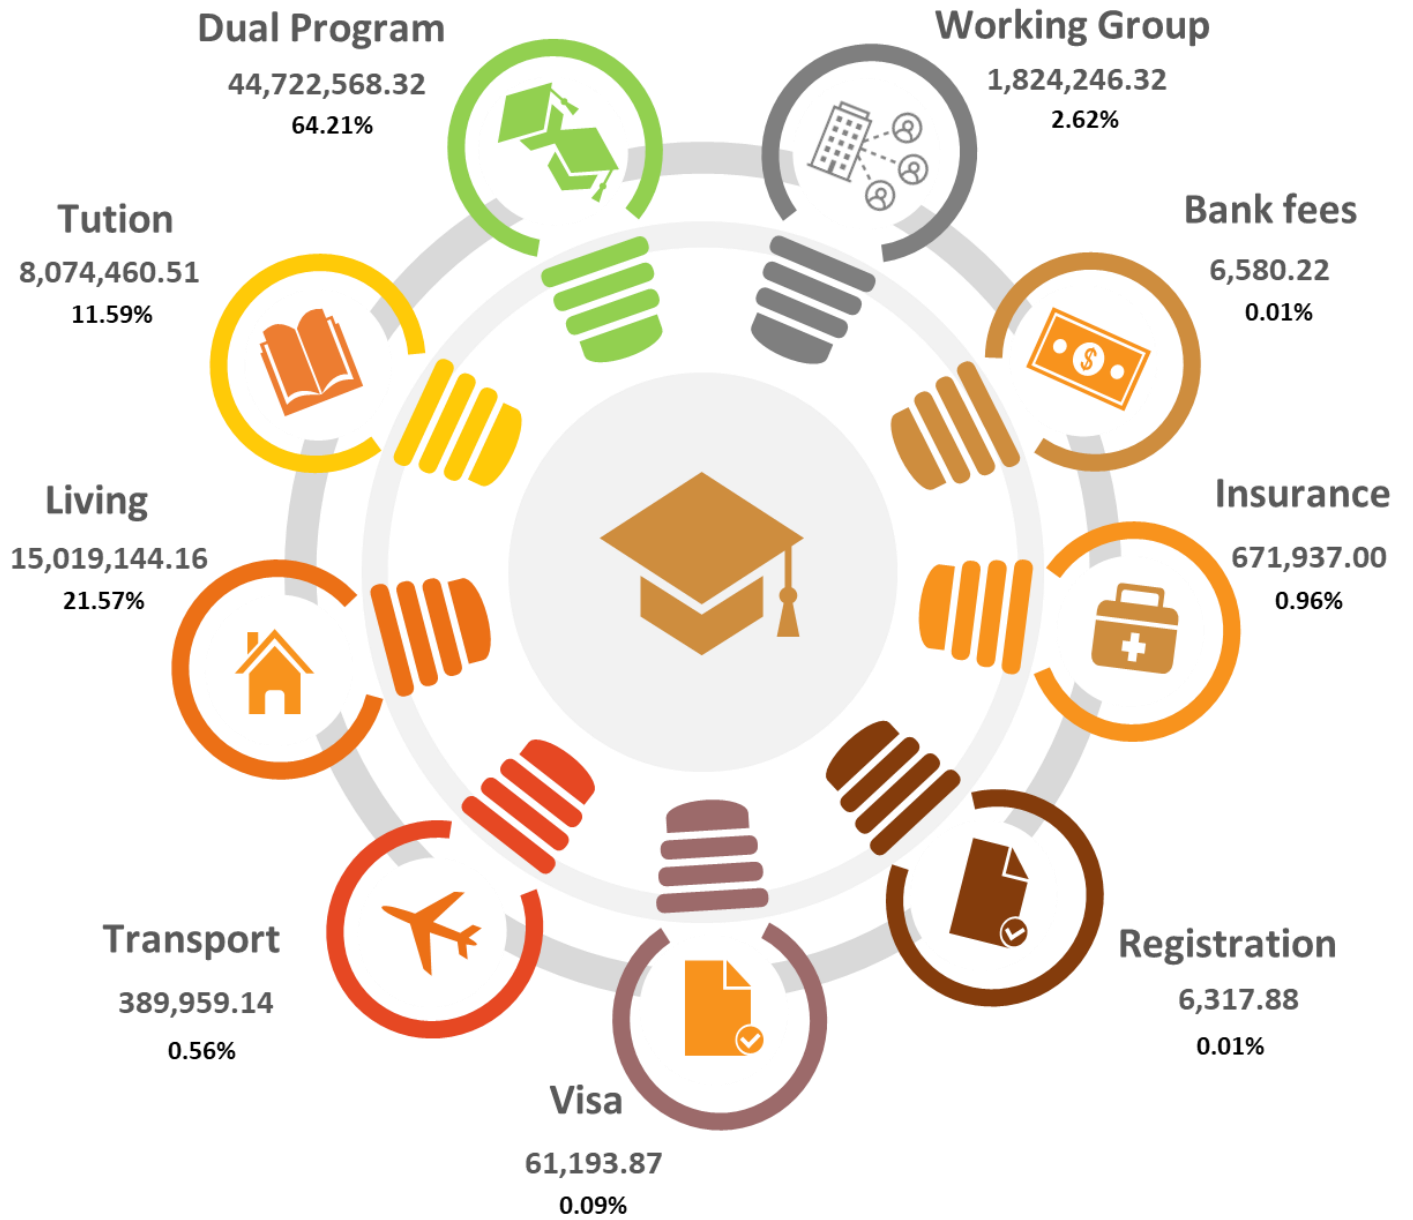 Dual Program
44,722,568.32
64.21%
Working Group
1,824,246.32
2.62%
Bank fees
6,580.22
0.01%
Insurance
671,937.00
0.96%
Registration
6,317.88
0.01%
Visa
61,193.87
0.09%
Transport
389,959.14
0.56%
Living
15,019,144.16
21.57%
Tution
8,074,460.51
11.59%
$